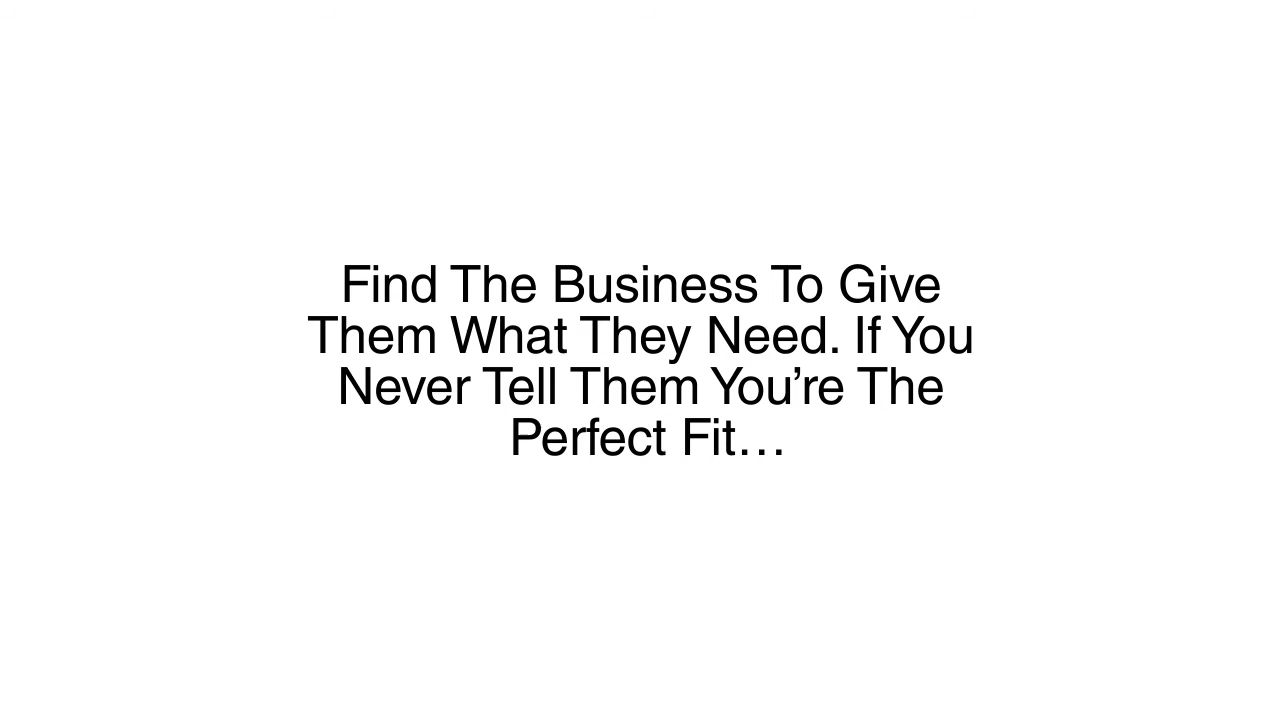 Find The Business To Give
Them What They Need. If You
Never Tell Them You’re The
Perfect Fit…